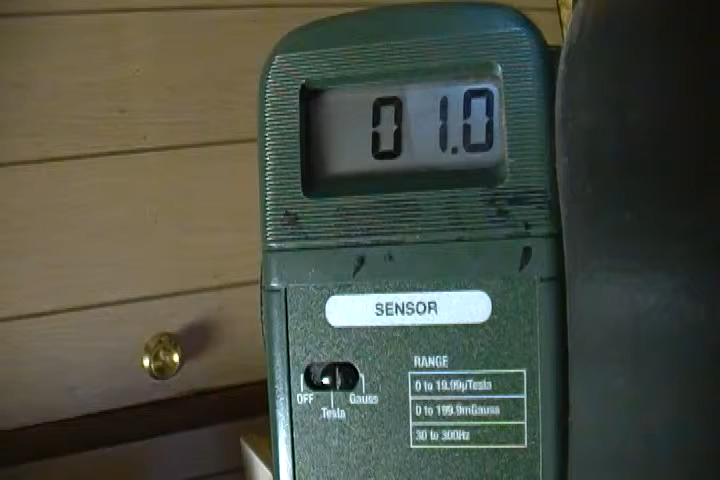 01.0
SENSOR
RANGE
0 to 19.99µTesla
0 to 199.9mGauss
30 to 300Hz
OFF
Gauss
Tesla